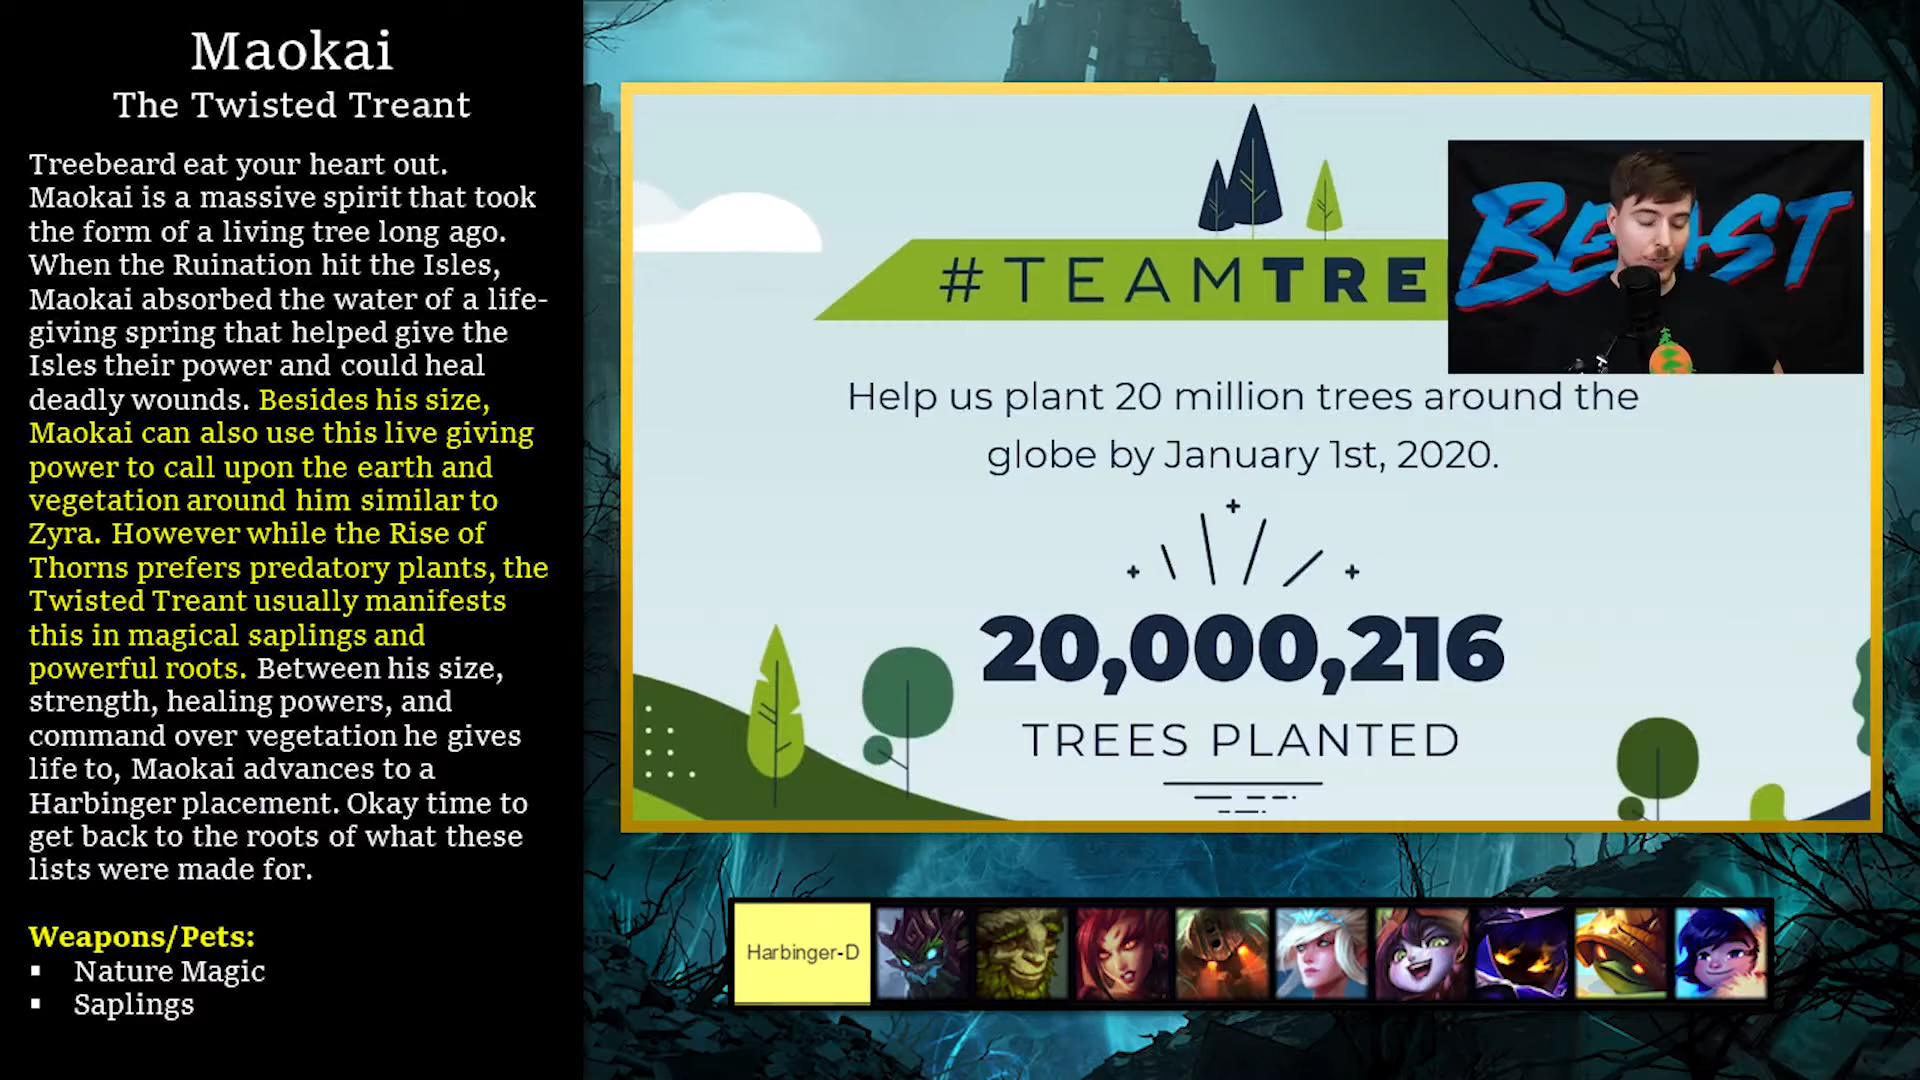 Maokai
The Twisted Treant
Treebeard eat your heart out.
Maokai is a massive spirit that took
the form of a living tree long ago.
When the Ruination hit the Isles,
Maokai absorbed the water of a life-
giving spring that helped give the
Isles their power and could heal
deadly wounds. Besides his size,
Maokai can also use this live giving
power to call upon the earth and
vegetation around him similar to
Zyra. However while the Rise of
Thorns prefers predatory plants, the
Twisted Treant usually manifests
this in magical saplings and
powerful roots. Between his size,
strength, healing powers, and
command over vegetation he gives
life to, Maokai advances to a
Harbinger placement. Okay time to
get back to the roots of what these
lists were made for.
Weapons/Pets:
▪ Nature Magic
▪ Saplings
#TEAMTRE
BEAST
Help us plant 20 million trees around the
globe by January 1st, 2020.
20,000,216
TREES PLANTED
Harbinger-D